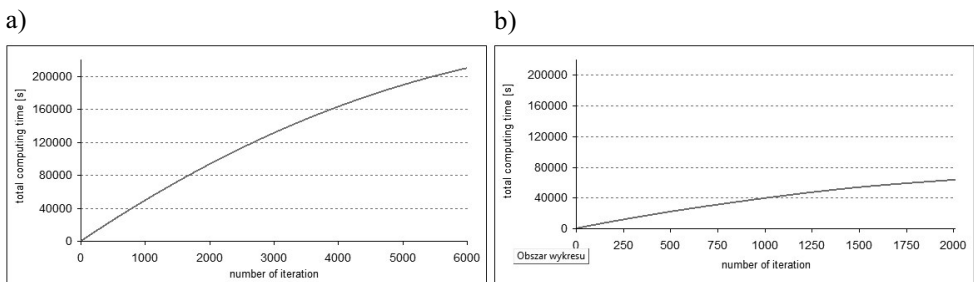 a)
b)
total computing time [s]
200000
160000
120000
80000
40000
0
0 1000 2000 3000 4000 5000 6000
number of iteration
total computing time [s]
200000
160000
120000
80000
40000
0
0 250 500 750 1000 1250 1500 1750 2000
Obszar wykresu
number of iteration